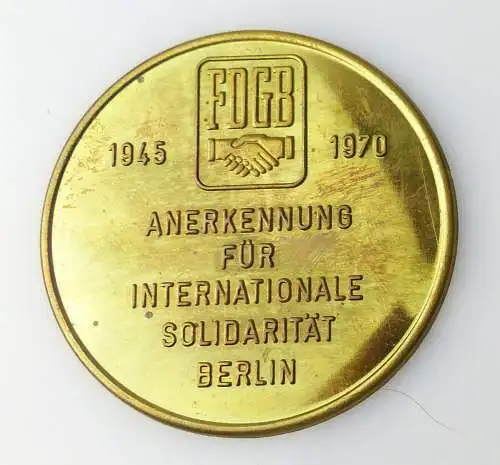 FDGB
1945 1970
ANERKENNUNG
FÜR
INTERNATIONALE
SOLIDARITÄT
BERLIN